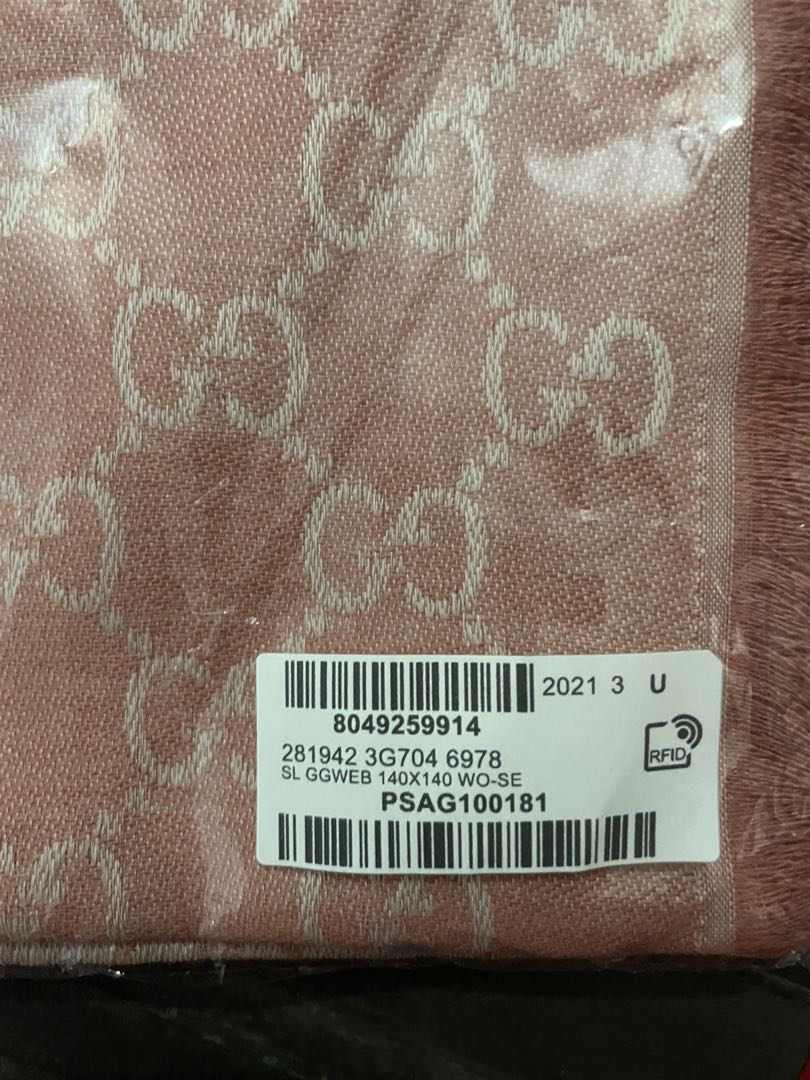 2021 3 U
8049259914
281942 3G704 6978
RFID
SL GGWEB 140X140 WO-SE
PSAG100181